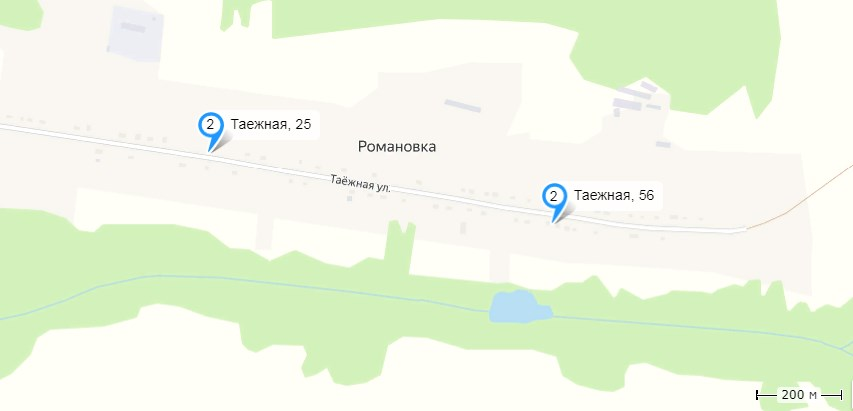 2 Таежная, 25
Романовка
Таёжная ул.
2 Таежная, 56
200 м